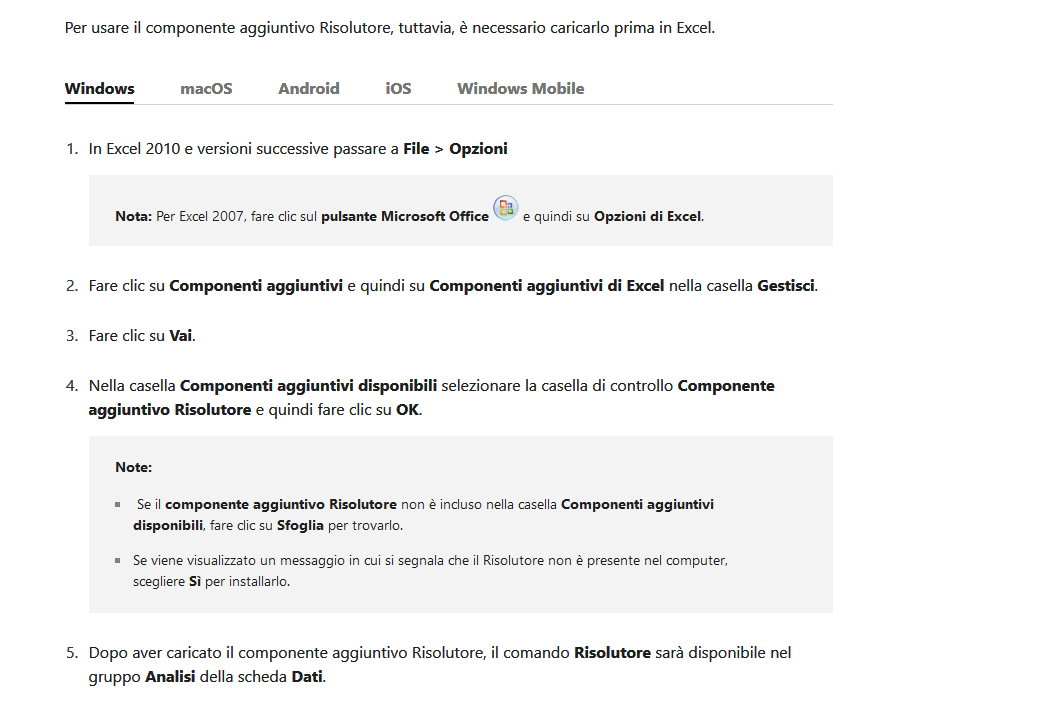 Per usare il componente aggiuntivo Risolutore, tuttavia, è necessario caricarlo prima in Excel.
Windows macOS Android iOS Windows Mobile
1. In Excel 2010 e versioni successive passare a File > Opzioni
Nota: Per Excel 2007, fare clic sul pulsante Microsoft Office e quindi su Opzioni di Excel.
2. Fare clic su Componenti aggiuntivi e quindi su Componenti aggiuntivi di Excel nella casella Gestisci.
3. Fare clic su Vai.
4. Nella casella Componenti aggiuntivi disponibili selezionare la casella di controllo Componente
aggiuntivo Risolutore e quindi fare clic su OK.
Note:
▪ Se il componente aggiuntivo Risolutore non è incluso nella casella Componenti aggiuntivi
disponibili, fare clic su Sfoglia per trovarlo.
▪ Se viene visualizzato un messaggio in cui si segnala che il Risolutore non è presente nel computer,
scegliere Sì per installarlo.
5. Dopo aver caricato il componente aggiuntivo Risolutore, il comando Risolutore sarà disponibile nel
gruppo Analisi della scheda Dati.